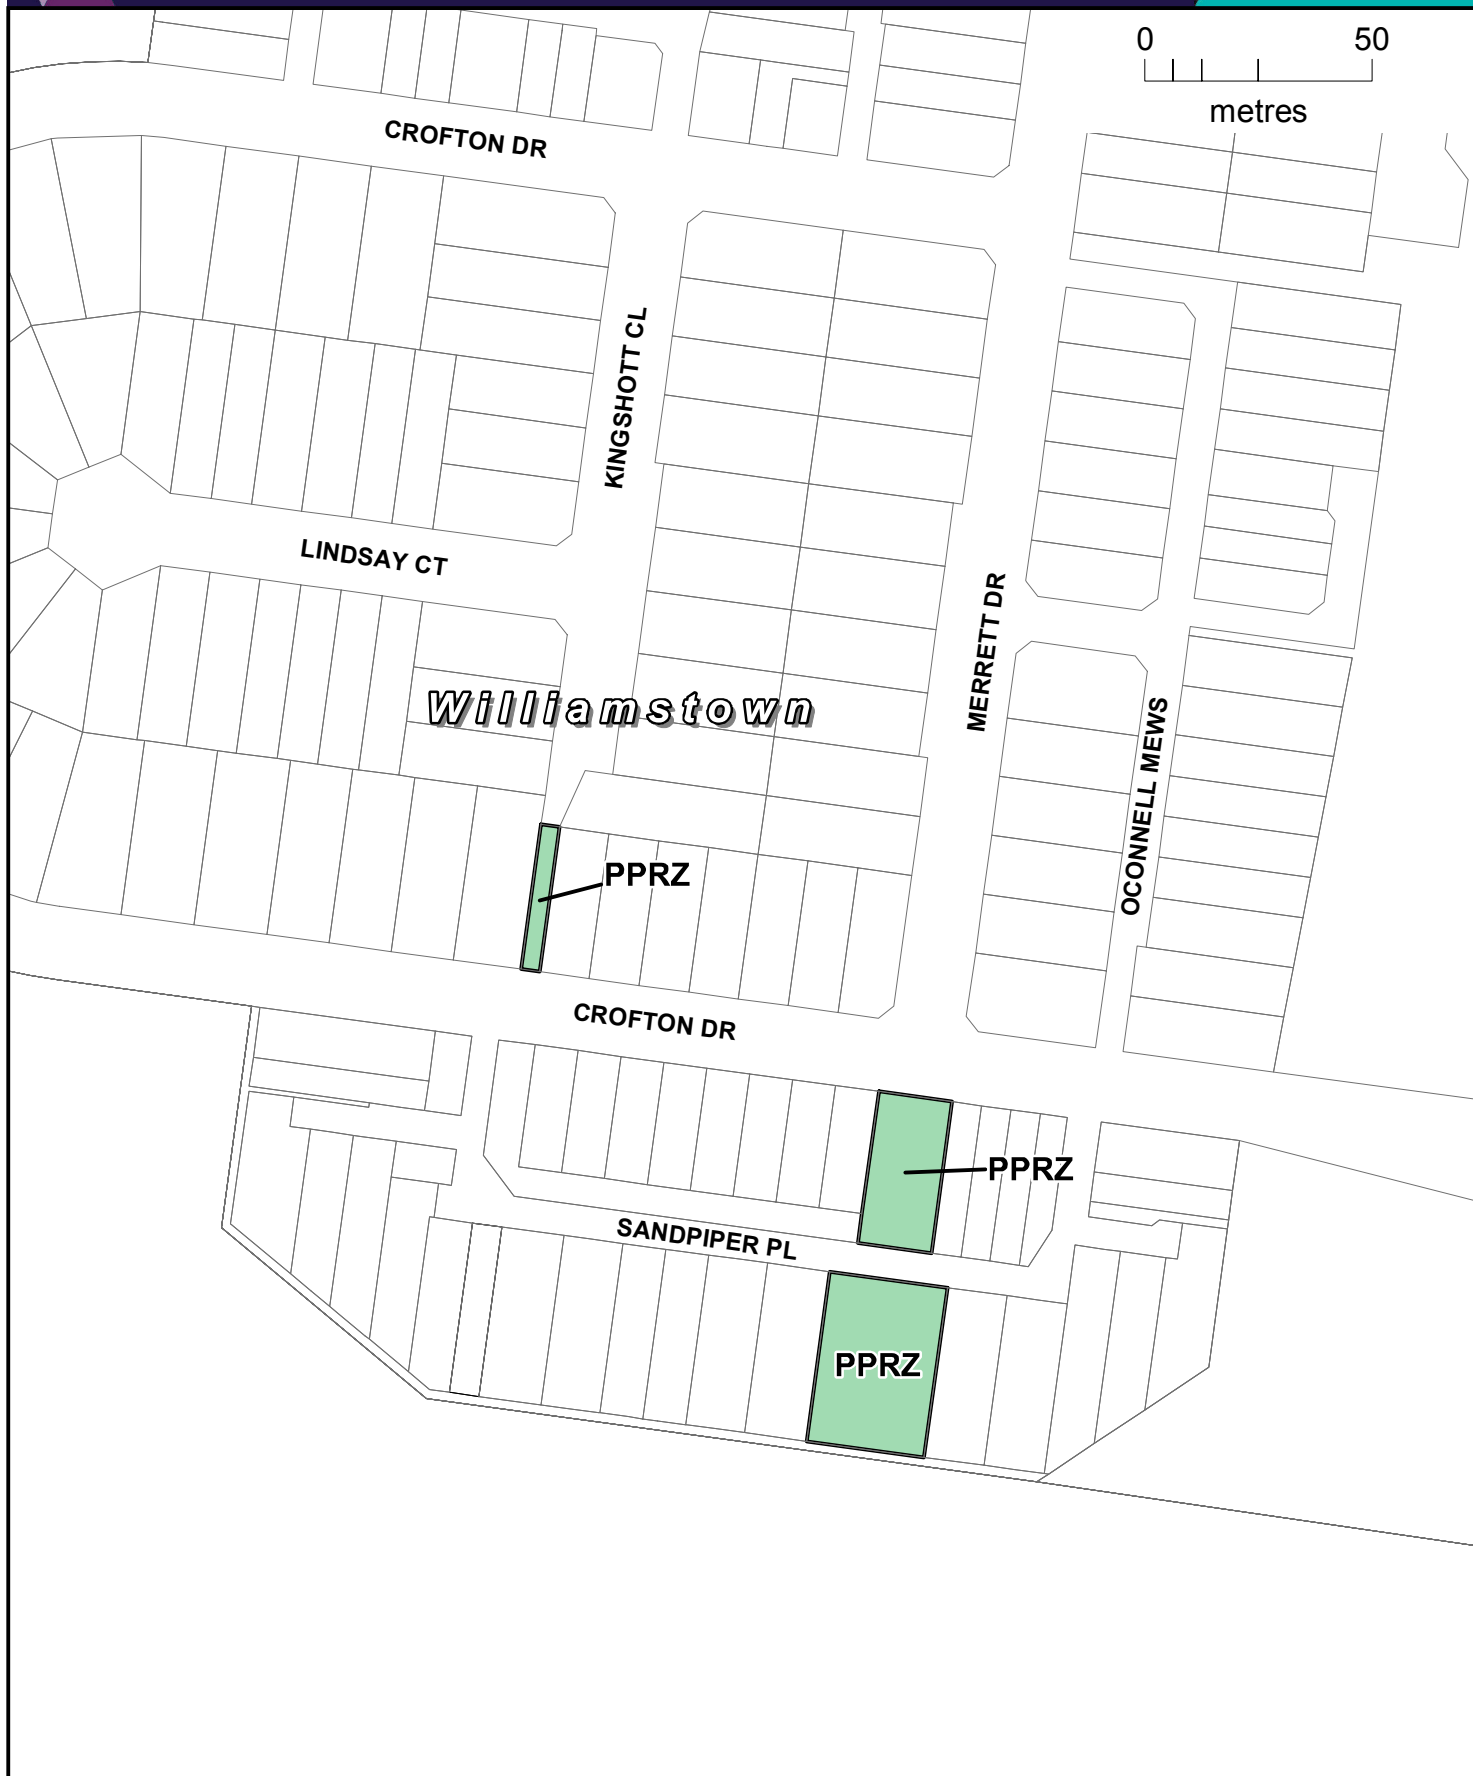 0 50
metres
CROFTON DR
KINGSHOTT CL
LINDSAY CT
MERRETT DR
Williamstown
OCONNELL MEWS
PPRZ
CROFTON DR
PPRZ
SANDPIPER PL
PPRZ